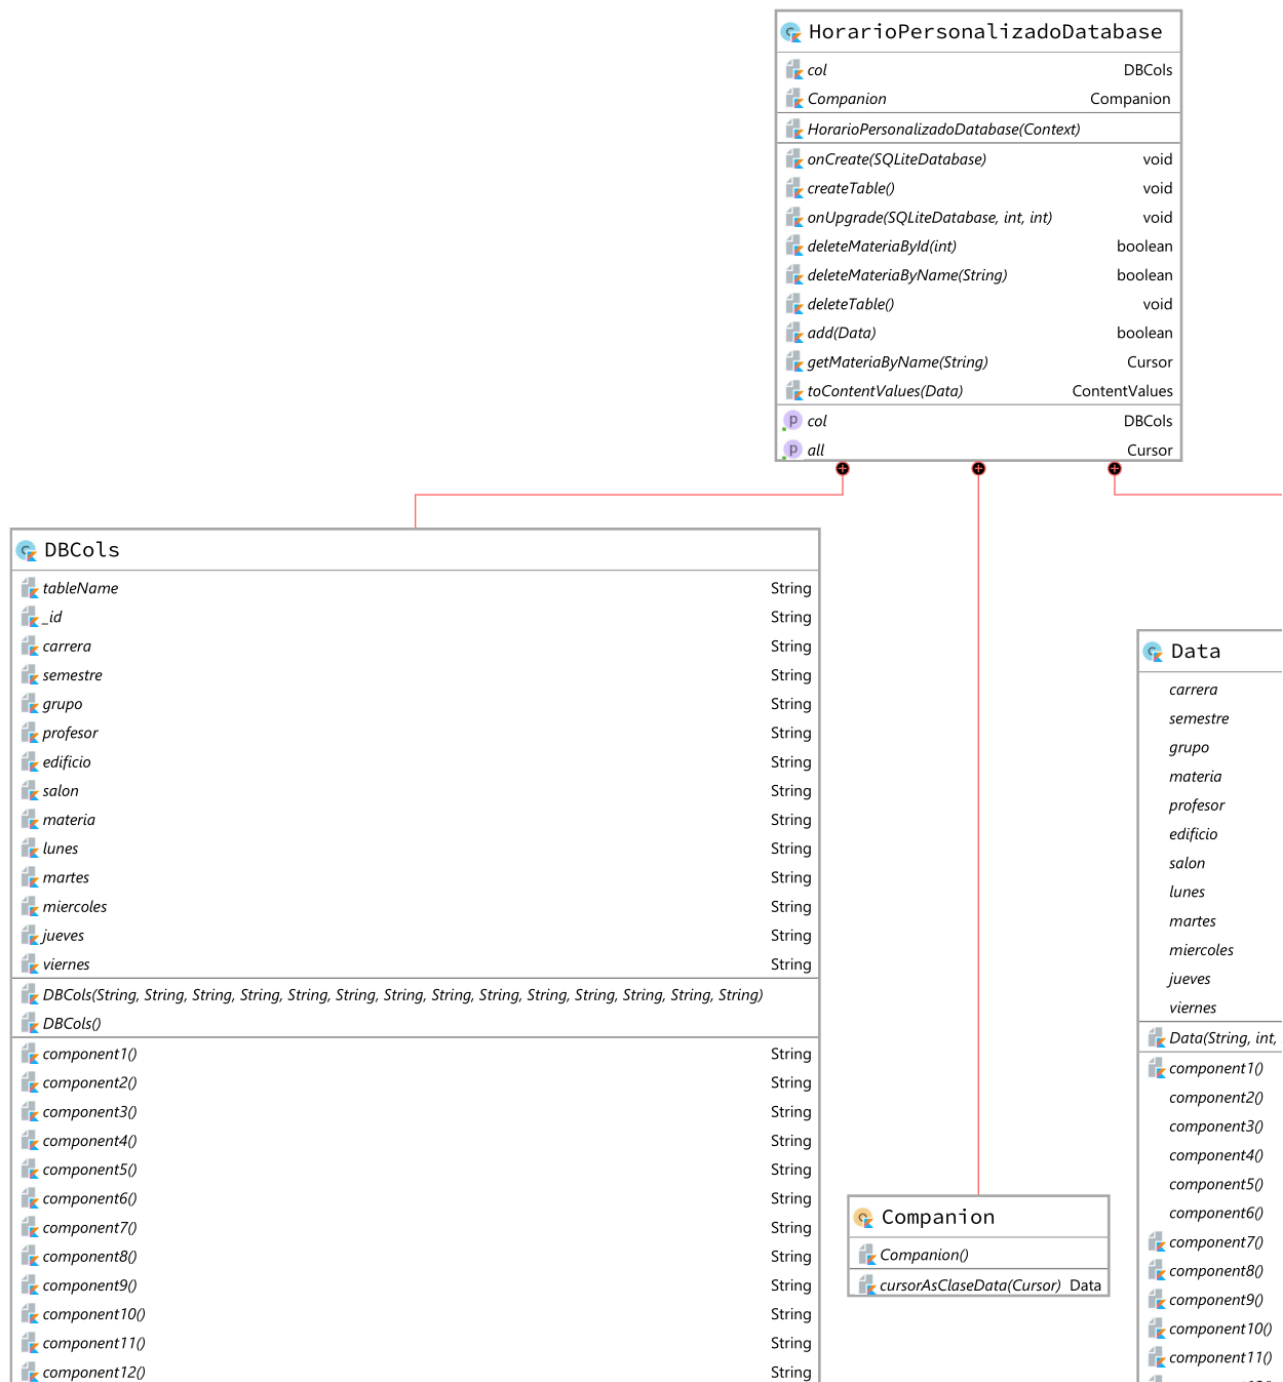 HorarioPersonalizadoDatabase
col DBCols
Companion Companion
HorarioPersonalizadoDatabase(Context)
onCreate(SQLiteDatabase) void
createTable() void
onUpgrade(SQLiteDatabase, int, int) void
deleteMateriaById(int) boolean
deleteMateriaByName(String) boolean
deleteTable() void
add(Data) boolean
getMateriaByName(String) Cursor
toContentValues(Data) ContentValues
p col DBCols
p all Cursor
DBCols
tableName String
_id String
carrera String
semestre String
grupo String
profesor String
edificio String
salon String
materia String
lunes String
martes String
miercoles String
jueves String
viernes String
DBCols(String, String, String, String, String, String, String, String, String, String, String, String, String, String)
DBCols()
component1() String
component2() String
component3() String
component4() String
component5() String
component6() String
component7() String
component8() String
component9() String
component10() String
component11() String
component12() String
Companion
Companion()
cursorAsClaseData(Cursor) Data
Data
carrera
semestre
grupo
materia
profesor
edificio
salon
lunes
martes
miercoles
jueves
viernes
Data(String, int,
component1()
component2()
component3()
component4()
component5()
component6()
component7()
component8()
component9()
component10()
component11()